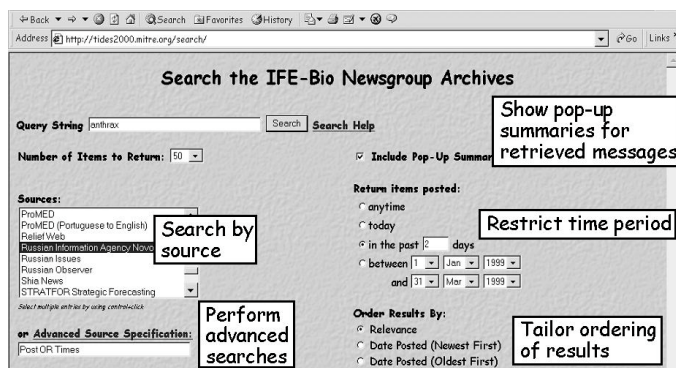 Back Search Favorites History
Address http://tides2000.mitre.org/search/ Go Links
Search the IFE-Bio Newsgroup Archives
Query String anthrax Search Search Help
Show pop-up
summaries for
retrieved messages
Number of Items to Return: 50
Include Pop-Up Summar
Sources:
ProMED
ProMED (Portuguese to English)
Relief Web
Russian Information Agency Novo
Russian Issues
Russian Observer
Shia News
STRATFOR Strategic Forecasting
Select multiple entries by using control+click
Search by
source
or Advanced Source Specification:
Post OR Times
Perform
advanced
searches
Return items posted:
anytime
today
in the past 2 days
between 1 Jan 1999
and 31 Mar 1999
Restrict time period
Order Results By:
Relevance
Date Posted (Newest First)
Date Posted (Oldest First)
Tailor ordering
of results